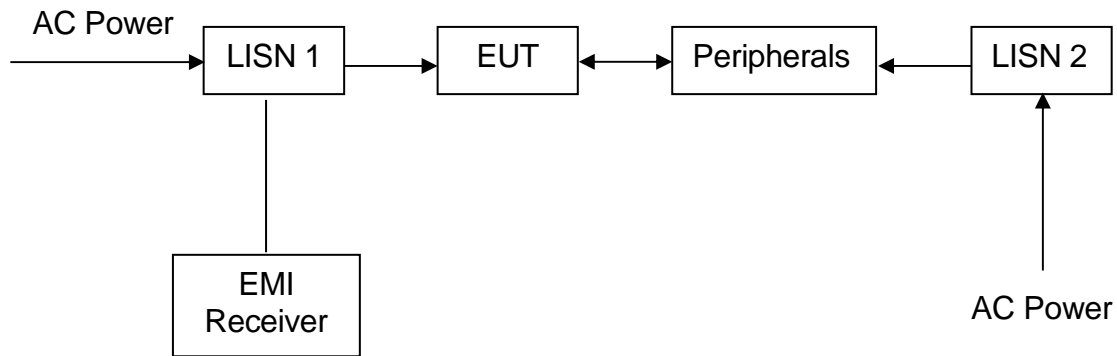 AC Power
LISN 1
EUT
Peripherals
LISN 2
EMI
Receiver
AC Power